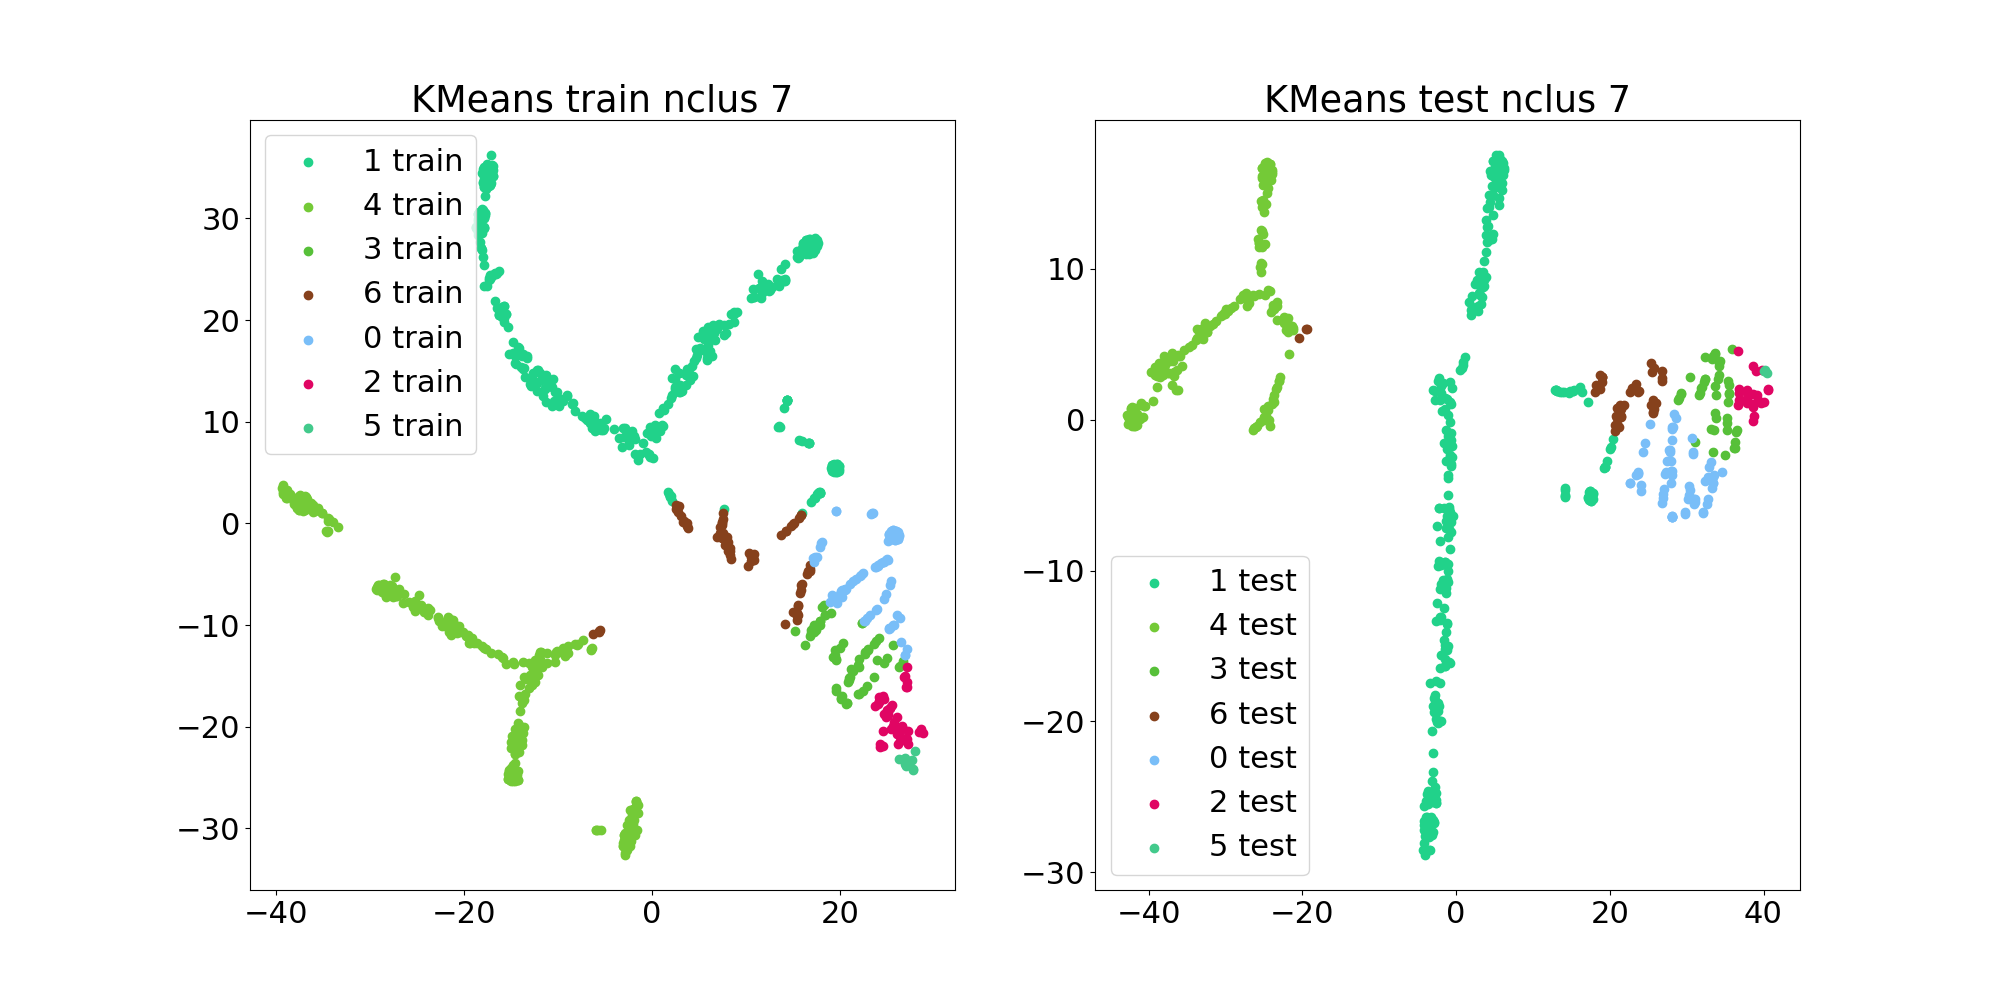 KMeans train nclus 7
1 train
4 train
3 train
6 train
0 train
2 train
5 train
30
20
10
0
−10
−20
−30
−40
−20
0
20
KMeans test nclus 7
10
0
−10
−20
−30
1 test
4 test
3 test
6 test
0 test
2 test
5 test
−40
−20
0
20
40